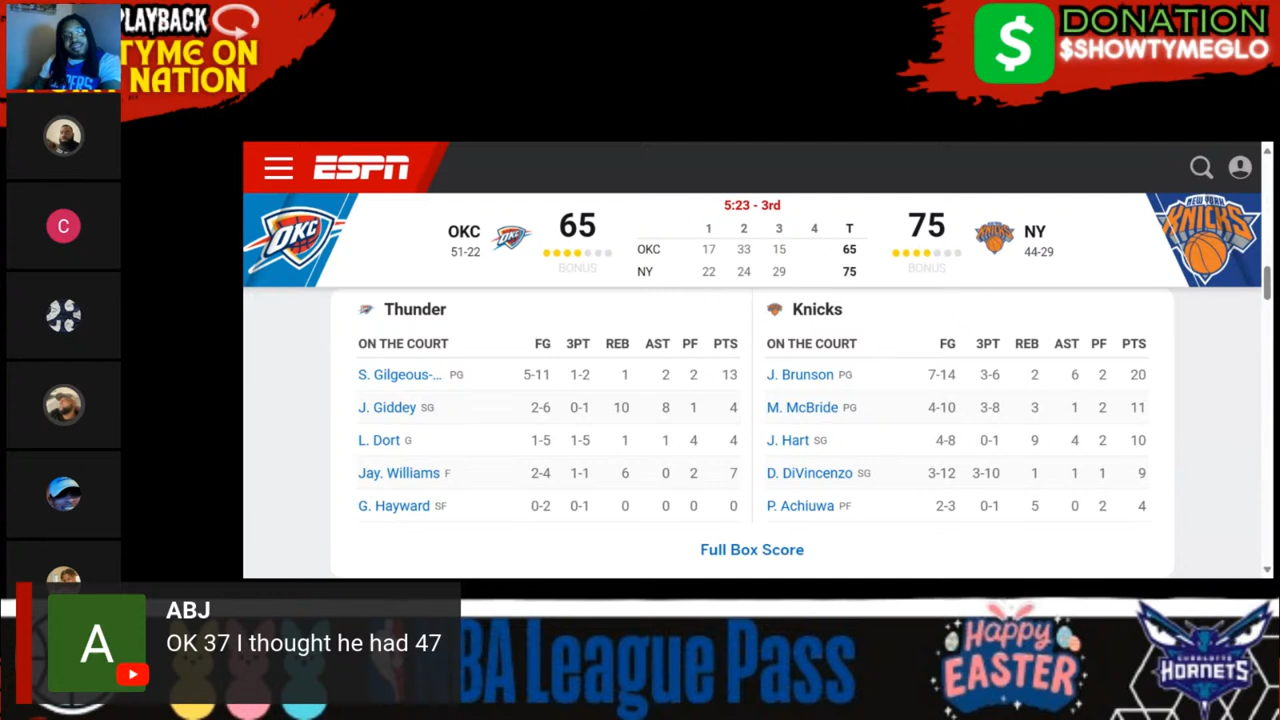 PLAYBACK
TYME ON
NATION
DONATION
$SHOWTYMEGLO
ESPN
OKC
51-22
OKC
65
BONUS
5:23 - 3rd
1 2 3 4 T
OKC 17 33 15 65
NY 22 24 29 75
75
BONUS
NEW YORK
KNICKS
NY
44-29
Thunder
ON THE COURT FG 3PT REB AST PF PTS
S. Gilgeous-... PG 5-11 1-2 1 2 2 13
J. Giddey SG 2-6 0-1 10 8 1 4
L. Dort G 1-5 1-5 1 1 4 4
Jay. Williams F 2-4 1-1 6 0 2 7
G. Hayward SF 0-2 0-1 0 0 0 0
Knicks
ON THE COURT FG 3PT REB AST PF PTS
J. Brunson PG 7-14 3-6 2 6 2 20
M. McBride PG 4-10 3-8 3 1 2 11
J. Hart SG 4-8 0-1 9 4 2 10
D. DiVincenzo SG 3-12 3-10 1 1 1 9
P. Achiuwa PF 2-3 0-1 5 0 2 4
Full Box Score
C
A
ABJ
OK 37 I thought he had 47
BA League Pass
HAPPY
EASTER
CHARLOTTE
HORNETS